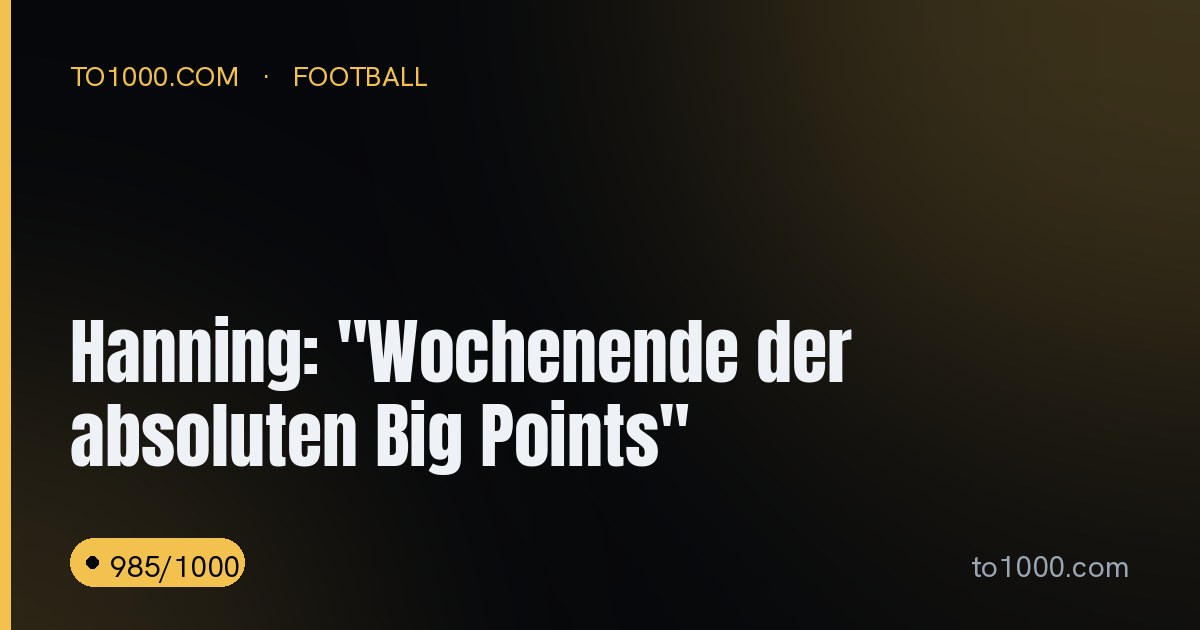 TO1000.COM · FOOTBALL
Hanning: "Wochenende der
absoluten Big Points"
985/1000
to1000.com